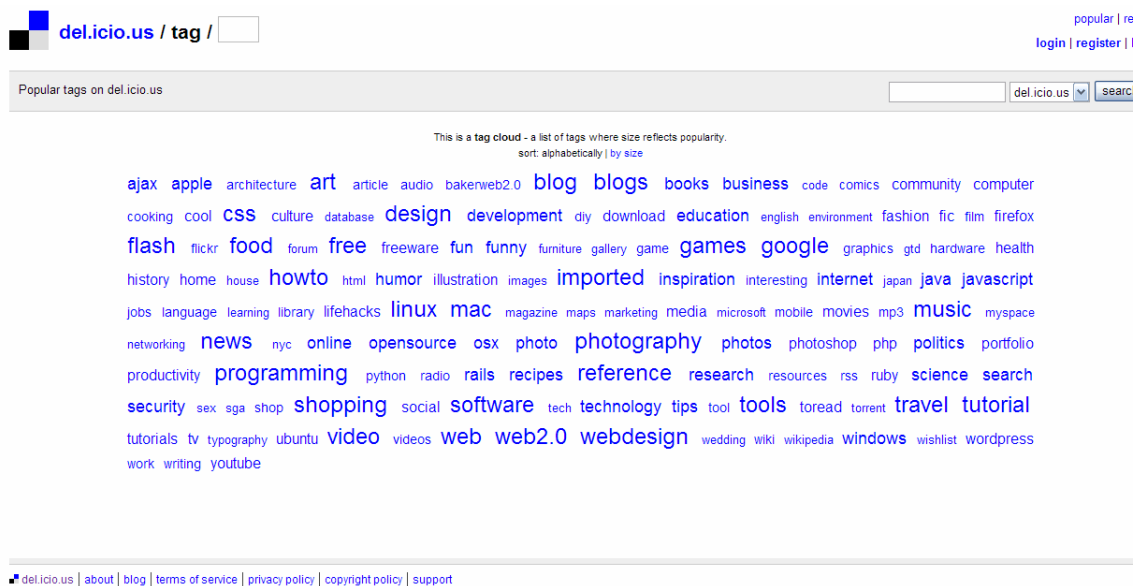 popular | re
del.icio.us / tag /
login | register |
Popular tags on del.icio.us
del.icio.us
searc
This is a tag cloud - a list of tags where size reflects popularity.
sort: alphabetically | by size
ajax apple architecture art article audio bakerweb2.0 blog blogs books business code comics community computer
cooking cool css culture database design development diy download education english environment fashion fic film firefox
flash flickr food forum free freeware fun funny furniture gallery game games google graphics gtd hardware health
history home house howto html humor illustration images imported inspiration interesting internet japan java javascript
jobs language learning library lifehacks linux mac magazine maps marketing media microsoft mobile movies mp3 music myspace
networking news nyc online opensource osx photo photography photos photoshop php politics portfolio
productivity programming python radio rails recipes reference research resources rss ruby science search
security sex sga shop shopping social software tech technology tips tool tools toread torrent travel tutorial
tutorials tv typography ubuntu video videos web web2.0 webdesign wedding wiki wikipedia windows wishlist wordpress
work writing youtube
del.icio.us | about | blog | terms of service | privacy policy | copyright policy | support